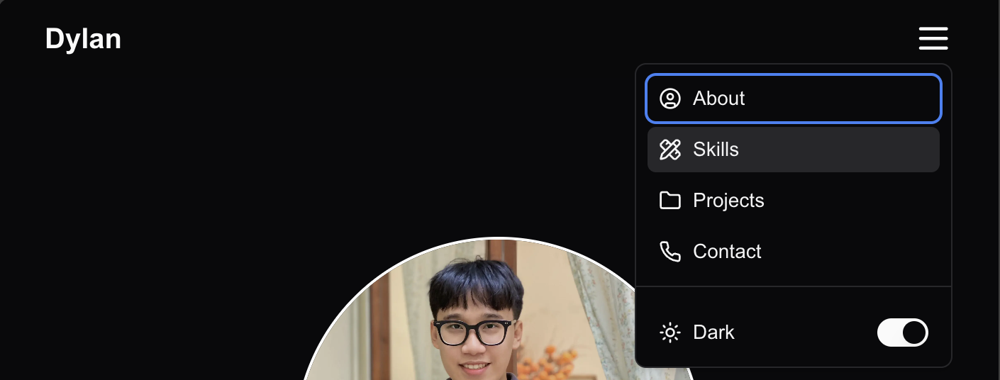 Dylan
About
Skills
Projects
Contact
Dark